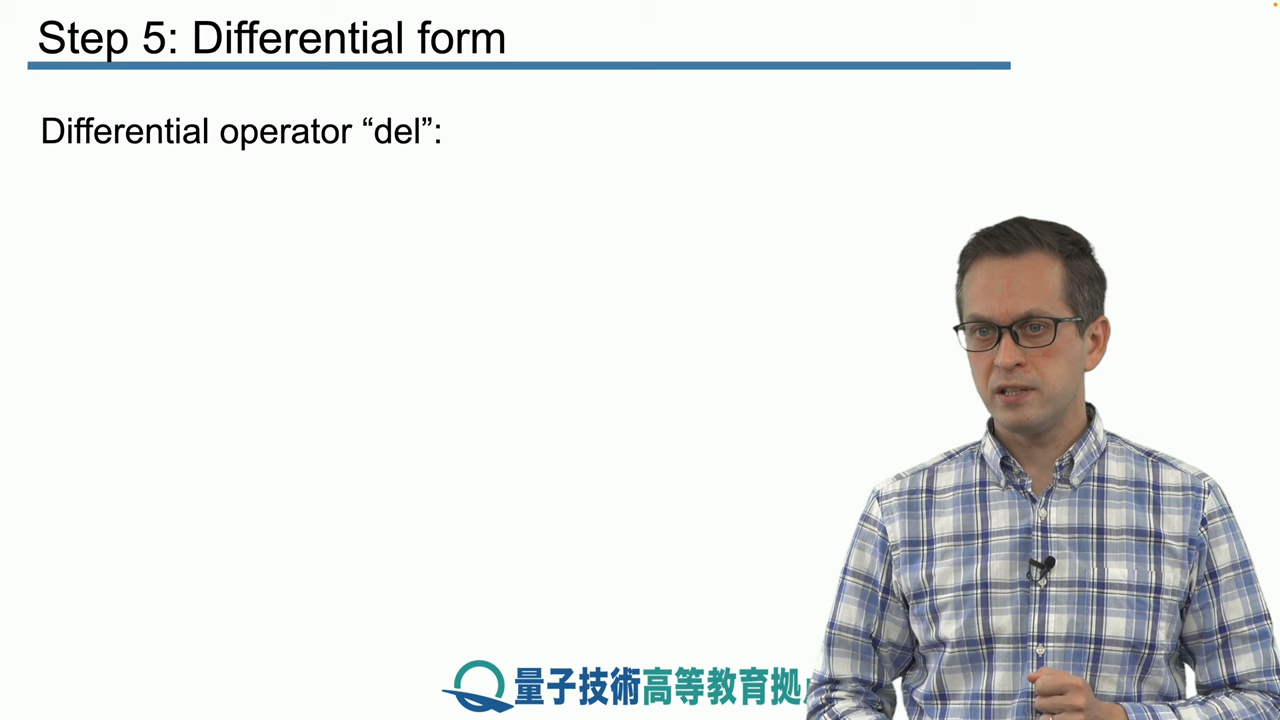 Step 5: Differential form
Differential operator “del”:
量子技術高等教育拠